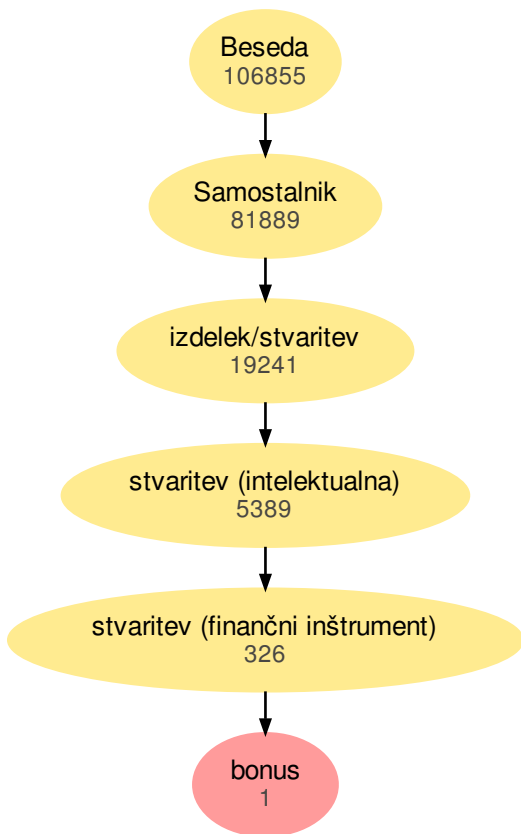 Beseda
106855
Samostalnik
81889
izdelek/stvaritev
19241
stvaritev (intelektualna)
5389
stvaritev (finančni inštrument)
326
bonus
1